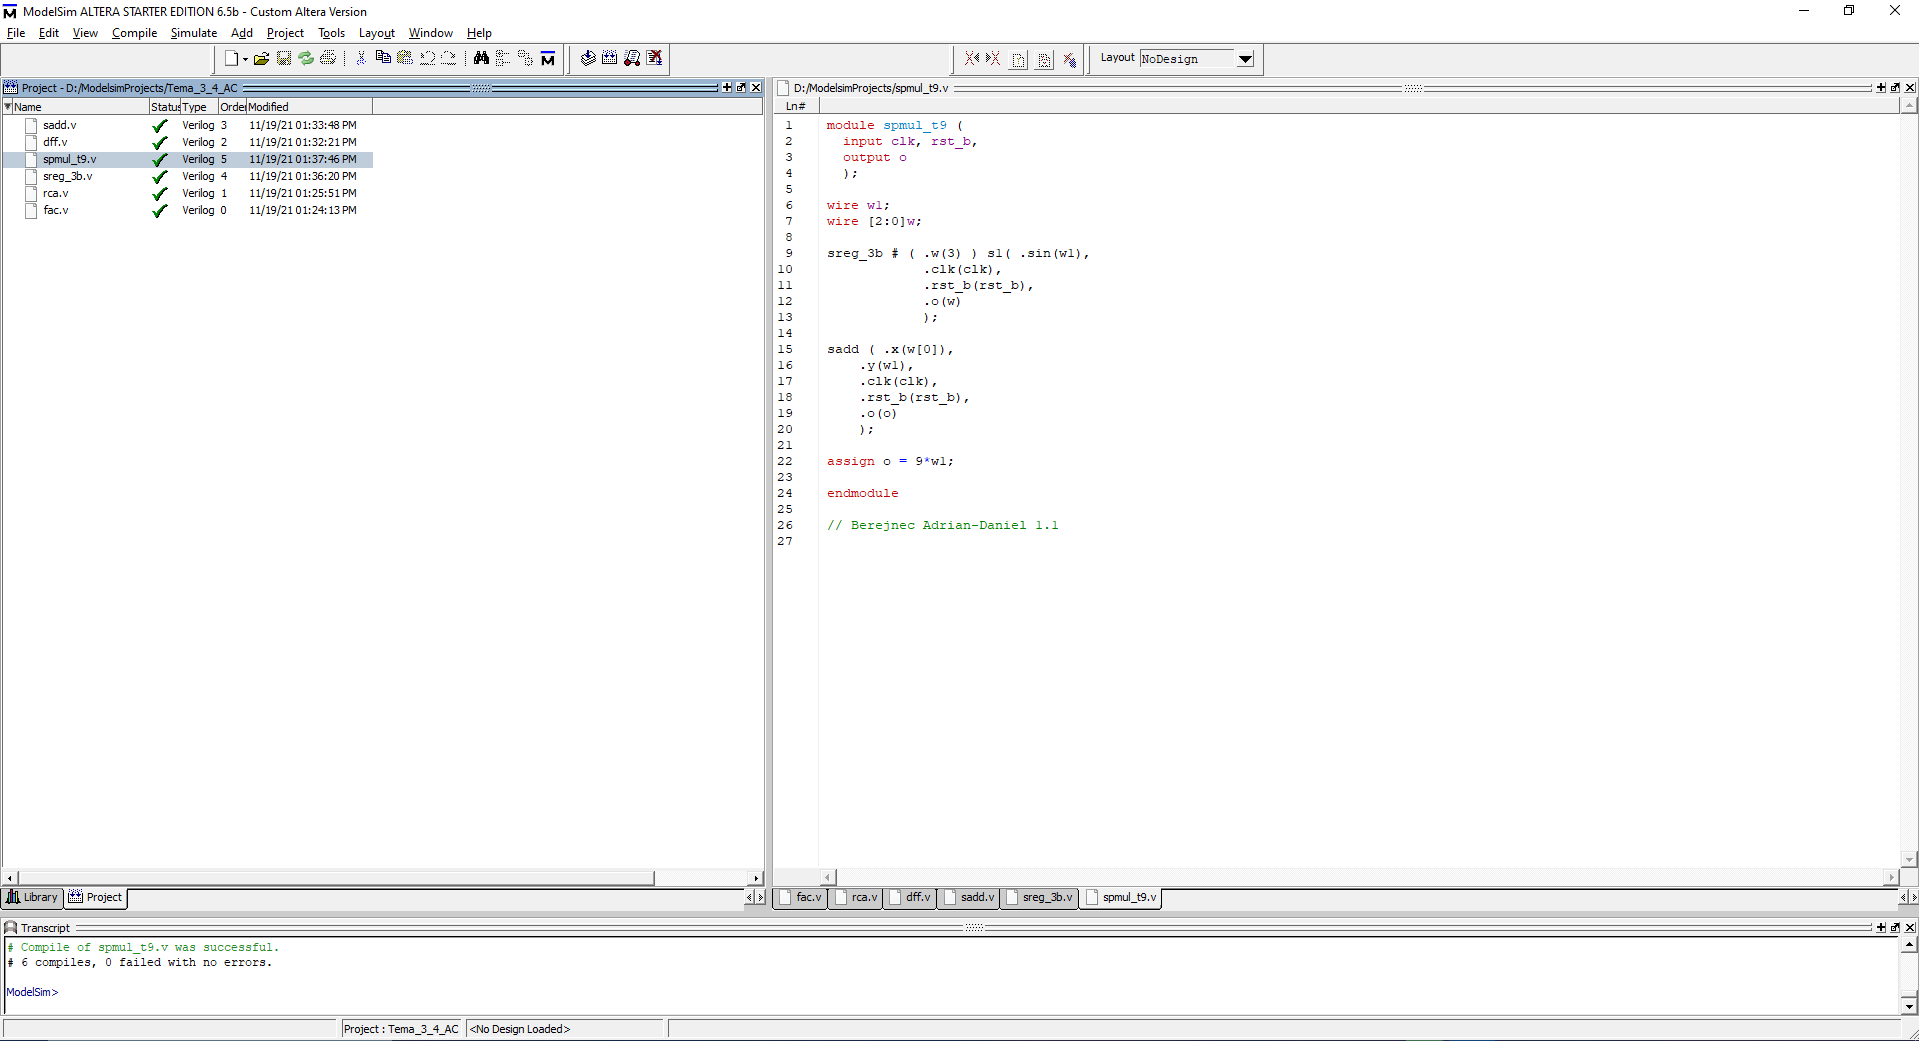 ModelSim ALTERA STARTER EDITION 6.5b - Custom Altera Version
File Edit View Compile Simulate Add Project Tools Layout Window Help
Layout NoDesign
Project - D:/ModelsimProjects/Tema_3_4_AC
Name Status Type Order Modified
sadd.v Verilog 3 11/19/21 01:33:48 PM
dff.v Verilog 2 11/19/21 01:32:21 PM
spmul_t9.v Verilog 5 11/19/21 01:37:46 PM
sreg_3b.v Verilog 4 11/19/21 01:36:20 PM
rca.v Verilog 1 11/19/21 01:25:51 PM
fac.v Verilog 0 11/19/21 01:24:13 PM
Library Project
D:/ModelsimProjects/spmul_t9.v
Ln#
1 module spmul_t9 (
2 input clk, rst_b,
3 output o
4 );
5
6 wire w1;
7 wire [2:0]w;
8
9 sreg_3b # ( .w(3) ) s1( .sin(w1),
10 .clk(clk),
11 .rst_b(rst_b),
12 .o(w)
13 );
14
15 sadd ( .x(w[0]),
16 .y(w1),
17 .clk(clk),
18 .rst_b(rst_b),
19 .o(o)
20 );
21
22 assign o = 9*w1;
23
24 endmodule
25
26 // Berejnec Adrian-Daniel 1.1
27
fac.v rca.v dff.v sadd.v sreg_3b.v spmul_t9.v
Transcript
# Compile of spmul_t9.v was successful.
# 6 compiles, 0 failed with no errors.
ModelSim>
Project : Tema_3_4_AC <No Design Loaded>